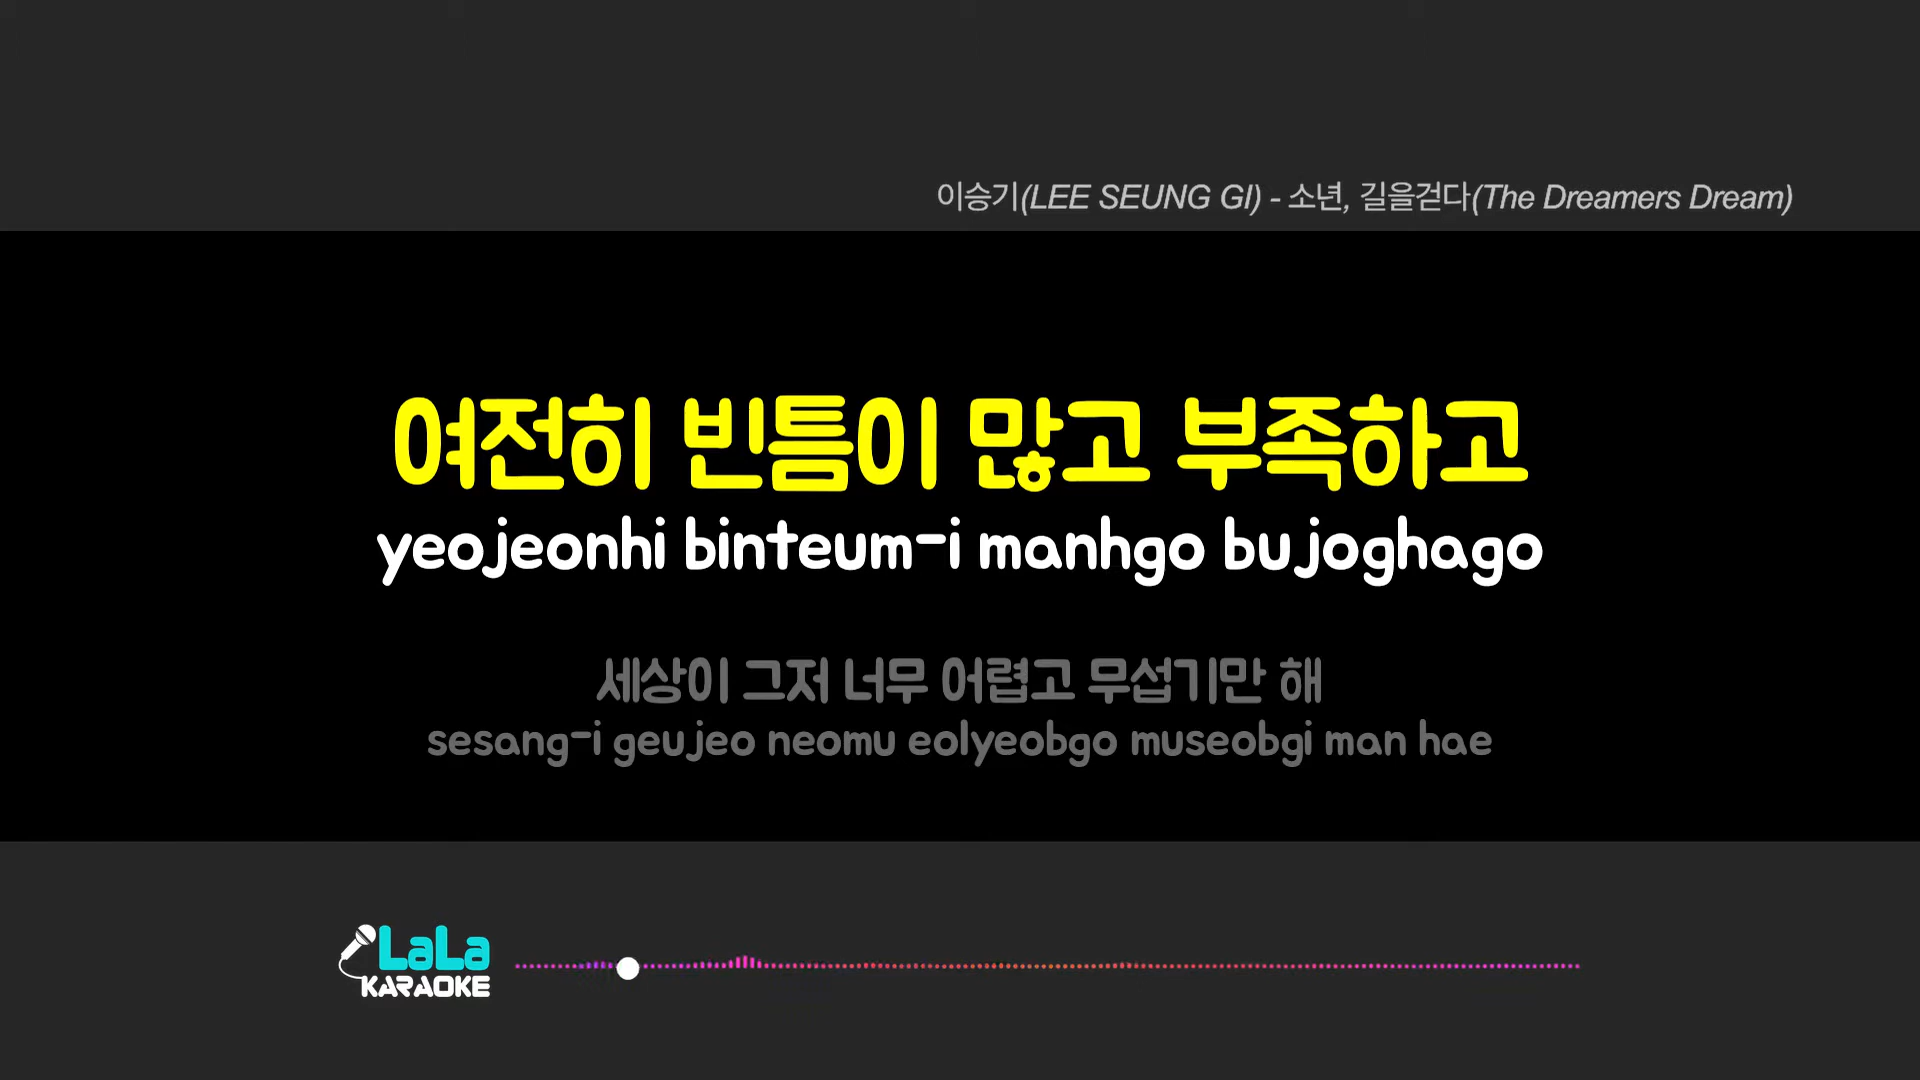 이승기(LEE SEUNG GI) - 소년, 길을걷다(The Dreamers Dream)
여전히 빈틈이 많고 부족하고
yeojeonhi binteum-i manhgo bujoghago
세상이 그저 너무 어렵고 무섭기만 해
sesang-i geujeo neomu eolyeobgo museobgi man hae
LaLa
KARAOKE